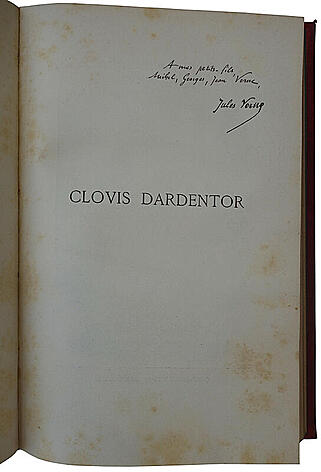 A mes petits-fils,
Michel, Georges, Jean Verne,
Jules Verne
CLOVIS DARDENTOR